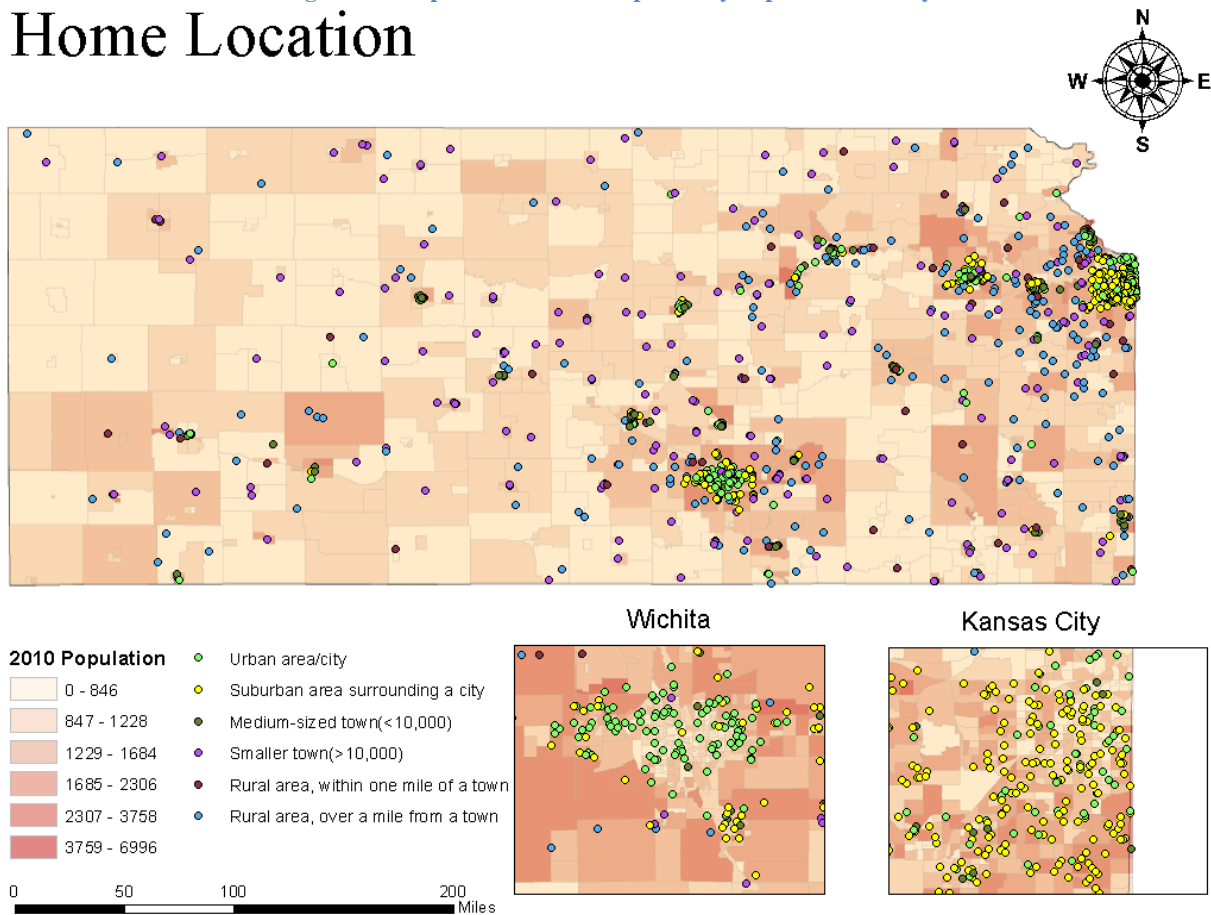 Home Location
N
W E
S
Wichita
Kansas City
2010 Population
0 - 846
847 - 1228
1229 - 1684
1685 - 2306
2307 - 3758
3759 - 6996
Urban area/city
Suburban area surrounding a city
Medium-sized town(<10,000)
Smaller town(>10,000)
Rural area, within one mile of a town
Rural area, over a mile from a town
0 50 100 200
Miles